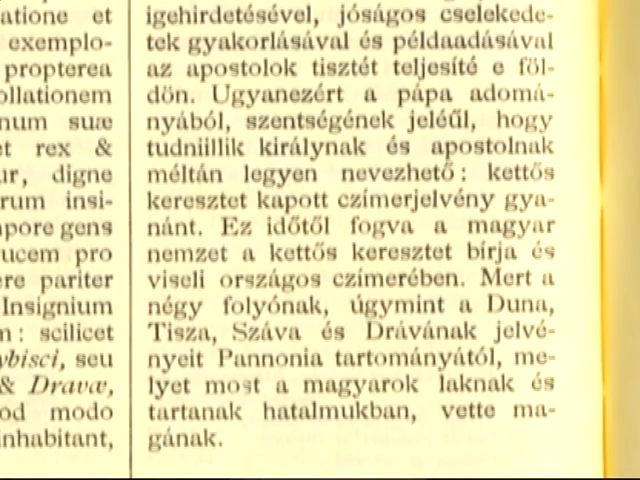 atione et
exemplo-
propterea
ollationem
num suæ
et rex &
ur, digne
rum insi-
pore gens
ucem pro
ere pariter
Insignium
m: scilicet
ybisci, seu
& Dravæ,
od modo
inhabitant,
igehirdetésével, jóságos cselekede-
tek gyakorlásával és példaadásával
az apostolok tisztét teljesíté e föl-
dön. Ugyanezért a pápa adomá-
nyából, szentségének jeléűl, hogy
tudniillik királynak és apostolnak
méltán legyen nevezhető: kettős
keresztet kapott czímerjelvény gya-
nánt. Ez időtől fogva a magyar
nemzet a kettős keresztet bírja és
viseli országos czímerében. Mert a
négy folyónak, úgymint a Duna,
Tisza, Száva és Drávának jelvé-
nyeit Pannonia tartományától, me-
lyet most a magyarok laknak és
tartanak hatalmukban, vette ma-
gának.